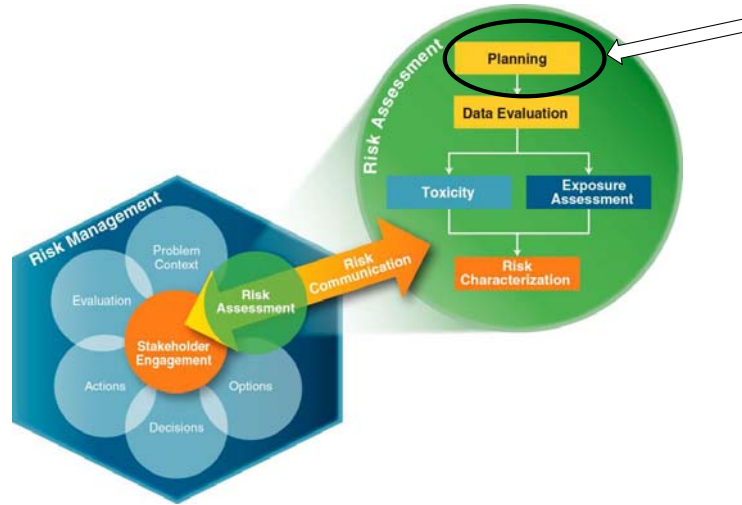 Risk Assessment
Planning
Data Evaluation
Toxicity
Exposure
Assessment
Risk
Characterization
Risk Management
Problem
Context
Evaluation
Risk
Assessment
Risk
Communication
Stakeholder
Engagement
Actions
Options
Decisions